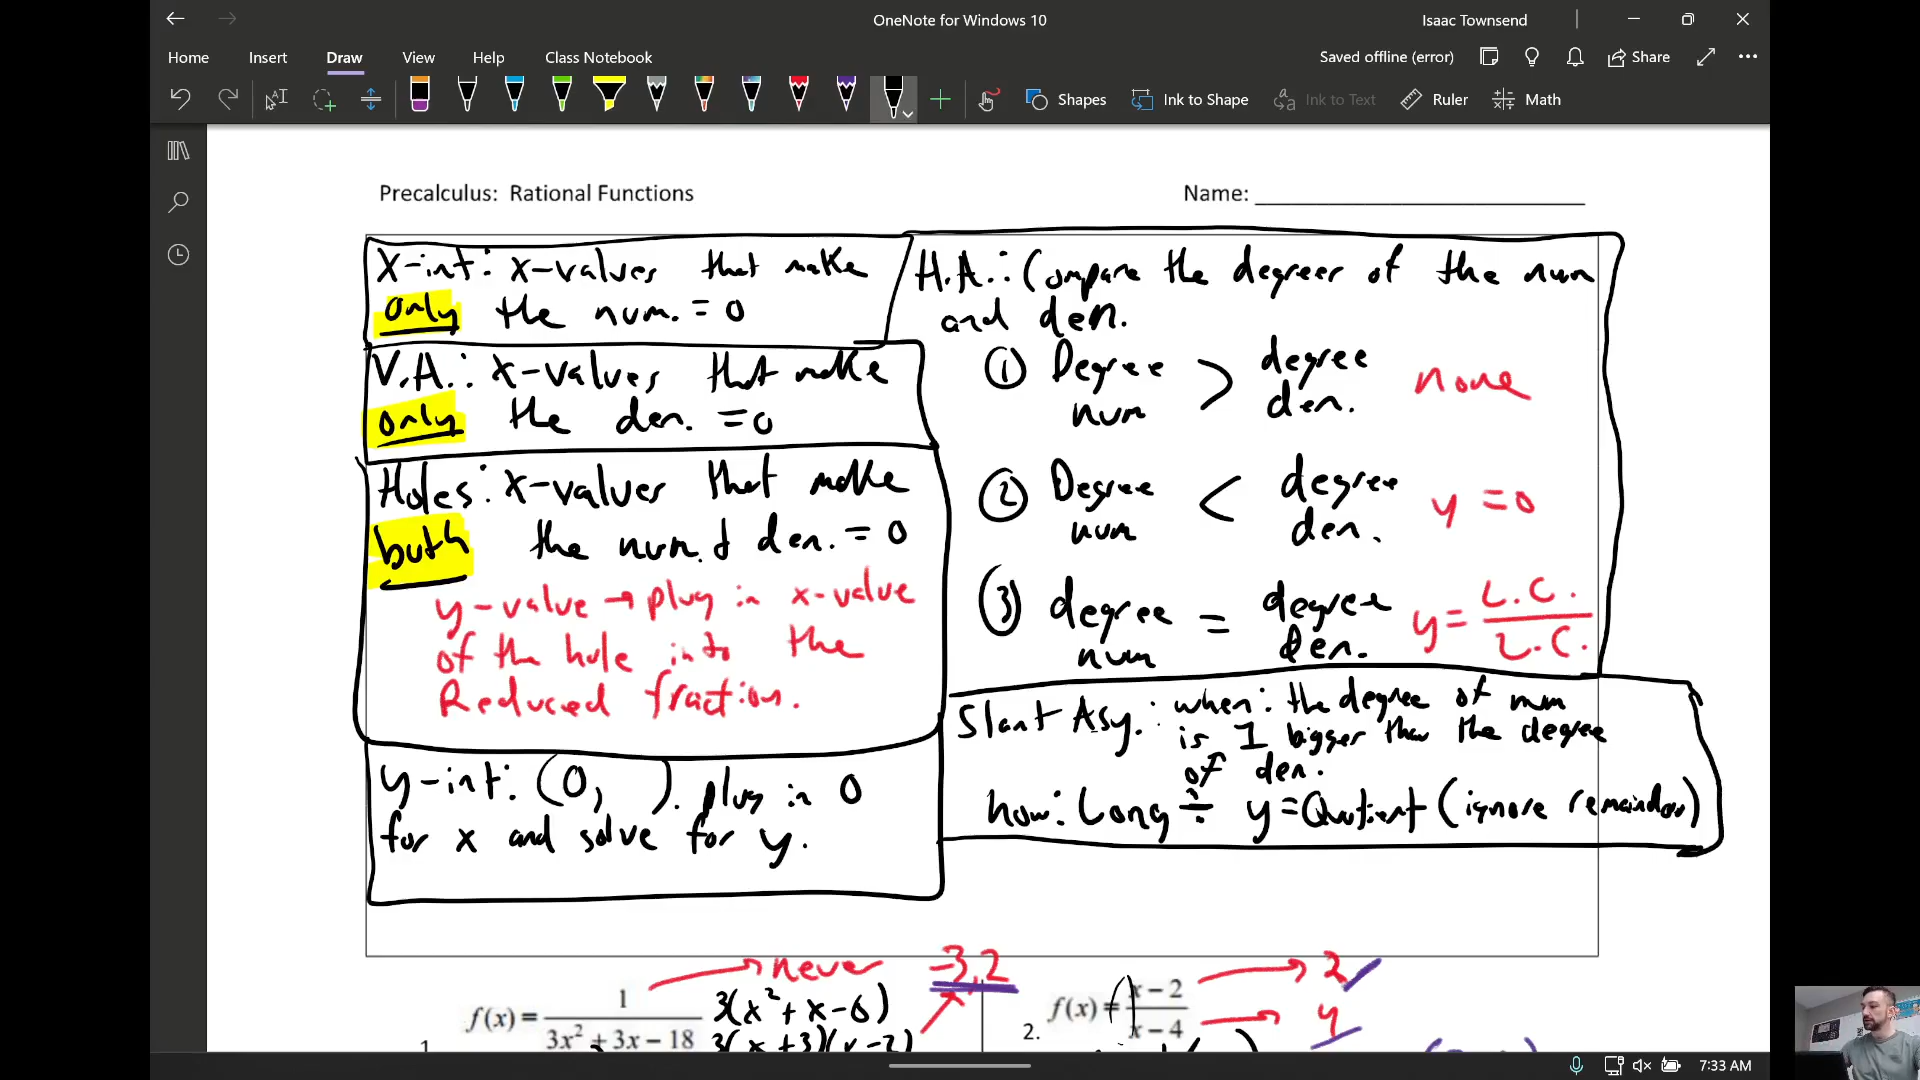 OneNote for Windows 10
Isaac Townsend
Home Insert Draw View Help Class Notebook
Saved offline (error) Share
Shapes Ink to Shape Ink to Text Ruler Math
Precalculus: Rational Functions
Name:
X-int: x-values that make
only the num. = 0
V.A.: x-values that make
only the den. = 0
Holes: x-values that make
both the num. & den. = 0
y-value → plug in x-value
of the hole into the
Reduced fraction.
y-int: (0, ). plug in 0
for x and solve for y.
H.A.: Compare the degrees of the num
and den.
① Degree num > degree den. none
② Degree num < degree den. y = 0
③ degree num = degree den. y = L.C. / L.C.
Slant Asy.: when: the degree of num
is 1 bigger than the degree
of den.
how: Long ÷ y = Quotient (ignore remainder)
1. f(x) = 1 / (3x² + 3x − 18)
→ never -3, 2
3(x² + x - 6)
3(x + 3)(x - 2)
2. f(x) = (x − 2) / (x − 4)
→ 2
→ 4
7:33 AM